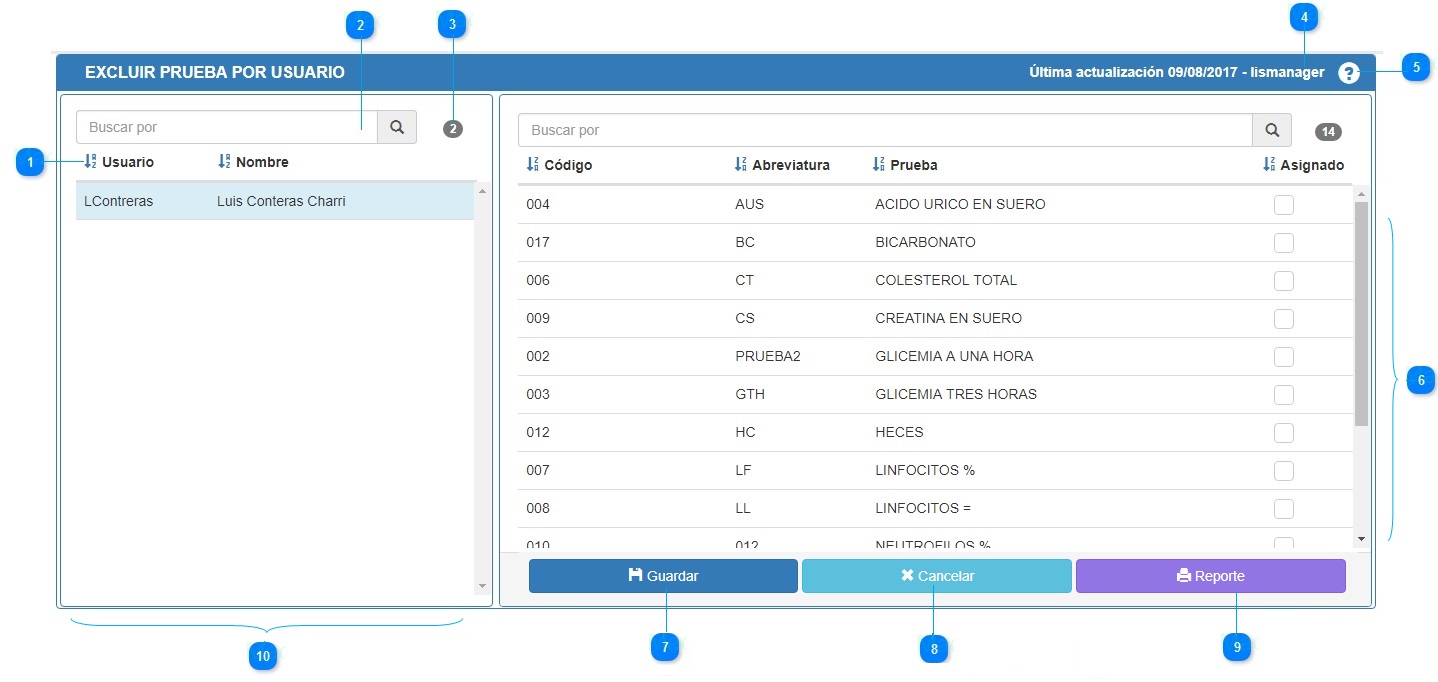 2
3
4
EXCLUIR PRUEBA POR USUARIO
Última actualización 09/08/2017 - lismanager
?
5
Buscar por
2
Buscar por
14
1
Usuario Nombre
Código Abreviatura Prueba Asignado
LContreras Luis Conteras Charri
004 AUS ACIDO URICO EN SUERO
017 BC BICARBONATO
006 CT COLESTEROL TOTAL
009 CS CREATINA EN SUERO
002 PRUEBA2 GLICEMIA A UNA HORA
6
003 GTH GLICEMIA TRES HORAS
012 HC HECES
007 LF LINFOCITOS %
008 LL LINFOCITOS =
010 012 NEUTROFILOS %
Guardar Cancelar Reporte
10
7
8
9